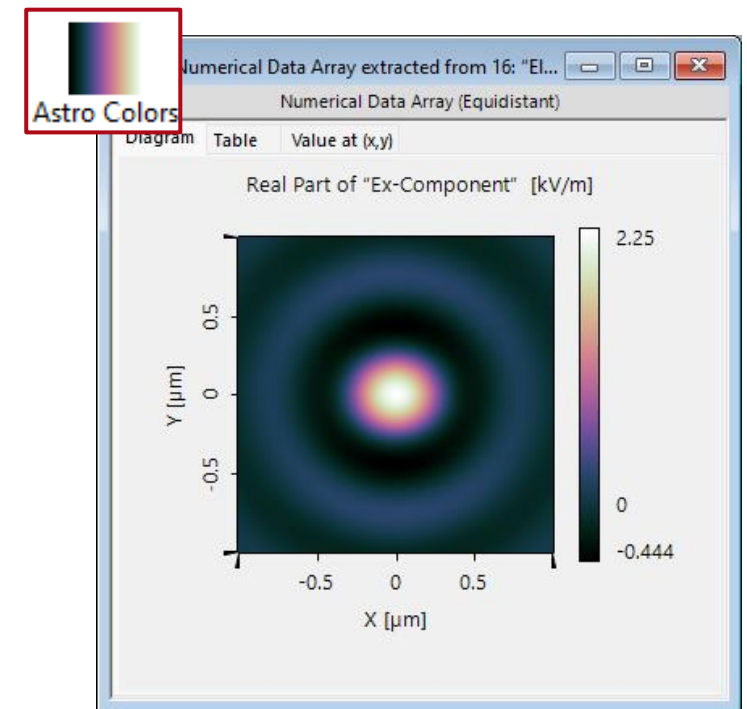 Astro Colors
Numerical Data Array extracted from 16: "El...
Numerical Data Array (Equidistant)
Diagram Table Value at (x,y)
Real Part of "Ex-Component" [kV/m]
2.25
0
-0.444
0.5
0
-0.5
Y [µm]
-0.5 0 0.5
X [µm]